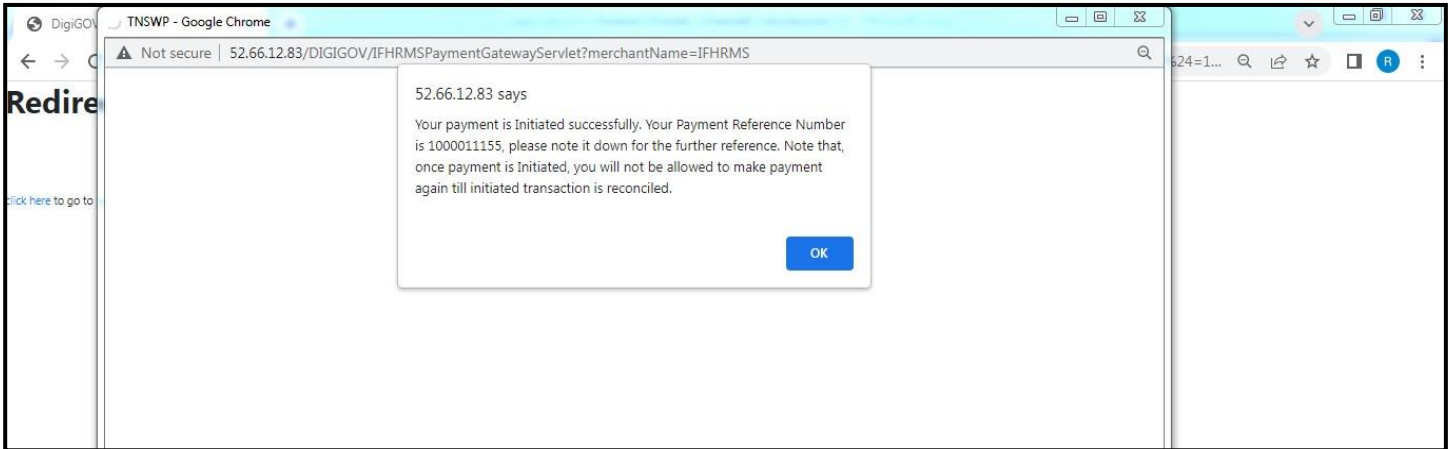 DigiGOV
TNSWP - Google Chrome
Not secure | 52.66.12.83/DIGIGOV/IFHRMSPaymentGatewayServlet?merchantName=IFHRMS
%24=1...
R
Redire
52.66.12.83 says
Your payment is Initiated successfully. Your Payment Reference Number
is 1000011155, please note it down for the further reference. Note that,
once payment is Initiated, you will not be allowed to make payment
again till initiated transaction is reconciled.
click here to go to
OK